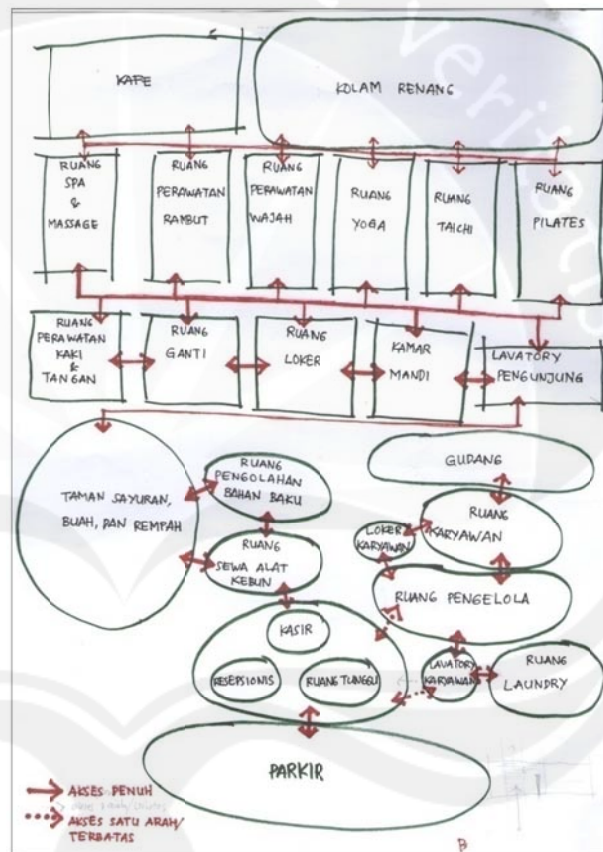 KAFE
KOLAM RENANG
RUANG
SPA
&
MASSAGE
RUANG
PERAWATAN
RAMBUT
RUANG
PERAWATAN
WAJAH
RUANG
YOGA
RUANG
TAICHI
RUANG
PILATES
RUANG
PERAWATAN
KAKI
&
TANGAN
RUANG
GANTI
RUANG
LOKER
KAMAR
MANDI
LAVATORY
PENGUNJUNG
TAMAN SAYURAN,
BUAH, DAN REMPAH
RUANG
PENGOLAHAN
BAHAN BAKU
RUANG
SEWA ALAT
KEBUN
GUDANG
RUANG
KARYAWAN
LOKER
KARYAWAN
RUANG PENGELOLA
KASIR
RESEPSIONIS
RUANG TUNGGU
LAVATORY
KARYAWAN
RUANG
LAUNDRY
PARKIR
AKSES PENUH
AKSES SATU ARAH/
TERBATAS
B
veritas